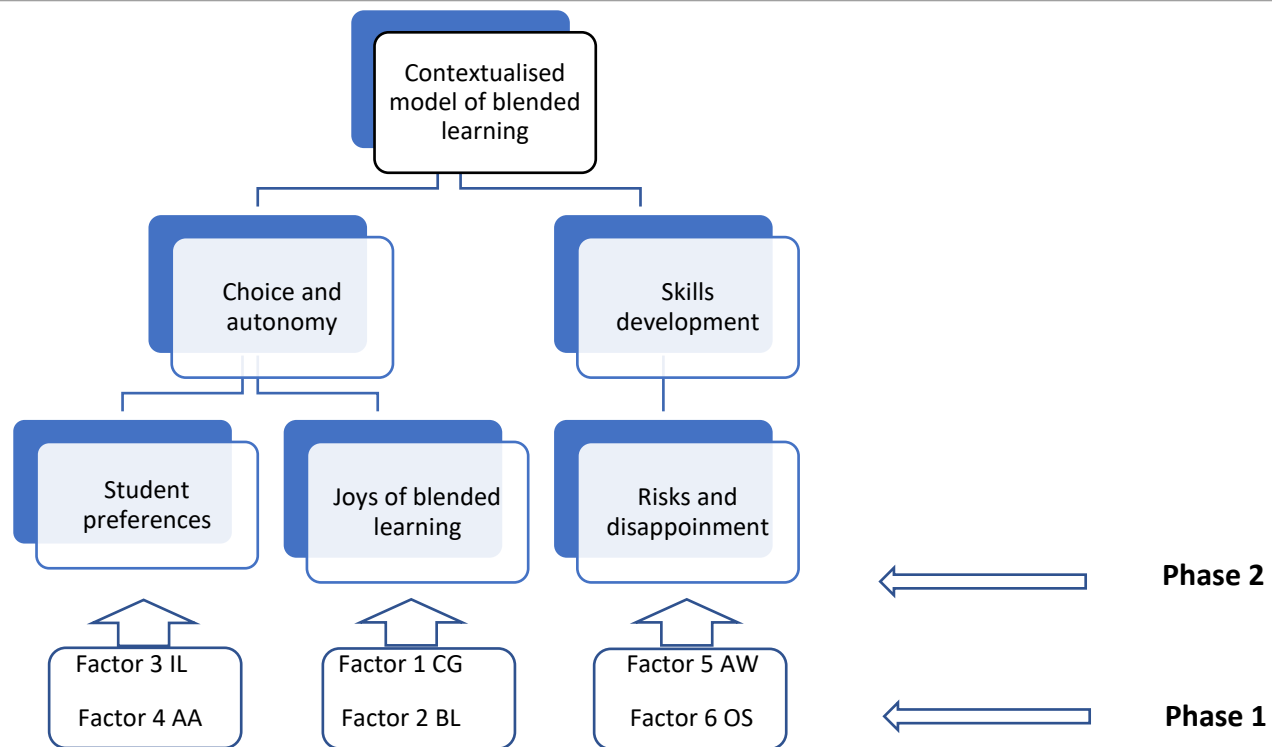 Contextualised
model of blended
learning
Choice and
autonomy
Skills
development
Student
preferences
Joys of blended
learning
Risks and
disappoinment
Phase 2
Factor 3 IL
Factor 4 AA
Factor 1 CG
Factor 2 BL
Factor 5 AW
Factor 6 OS
Phase 1